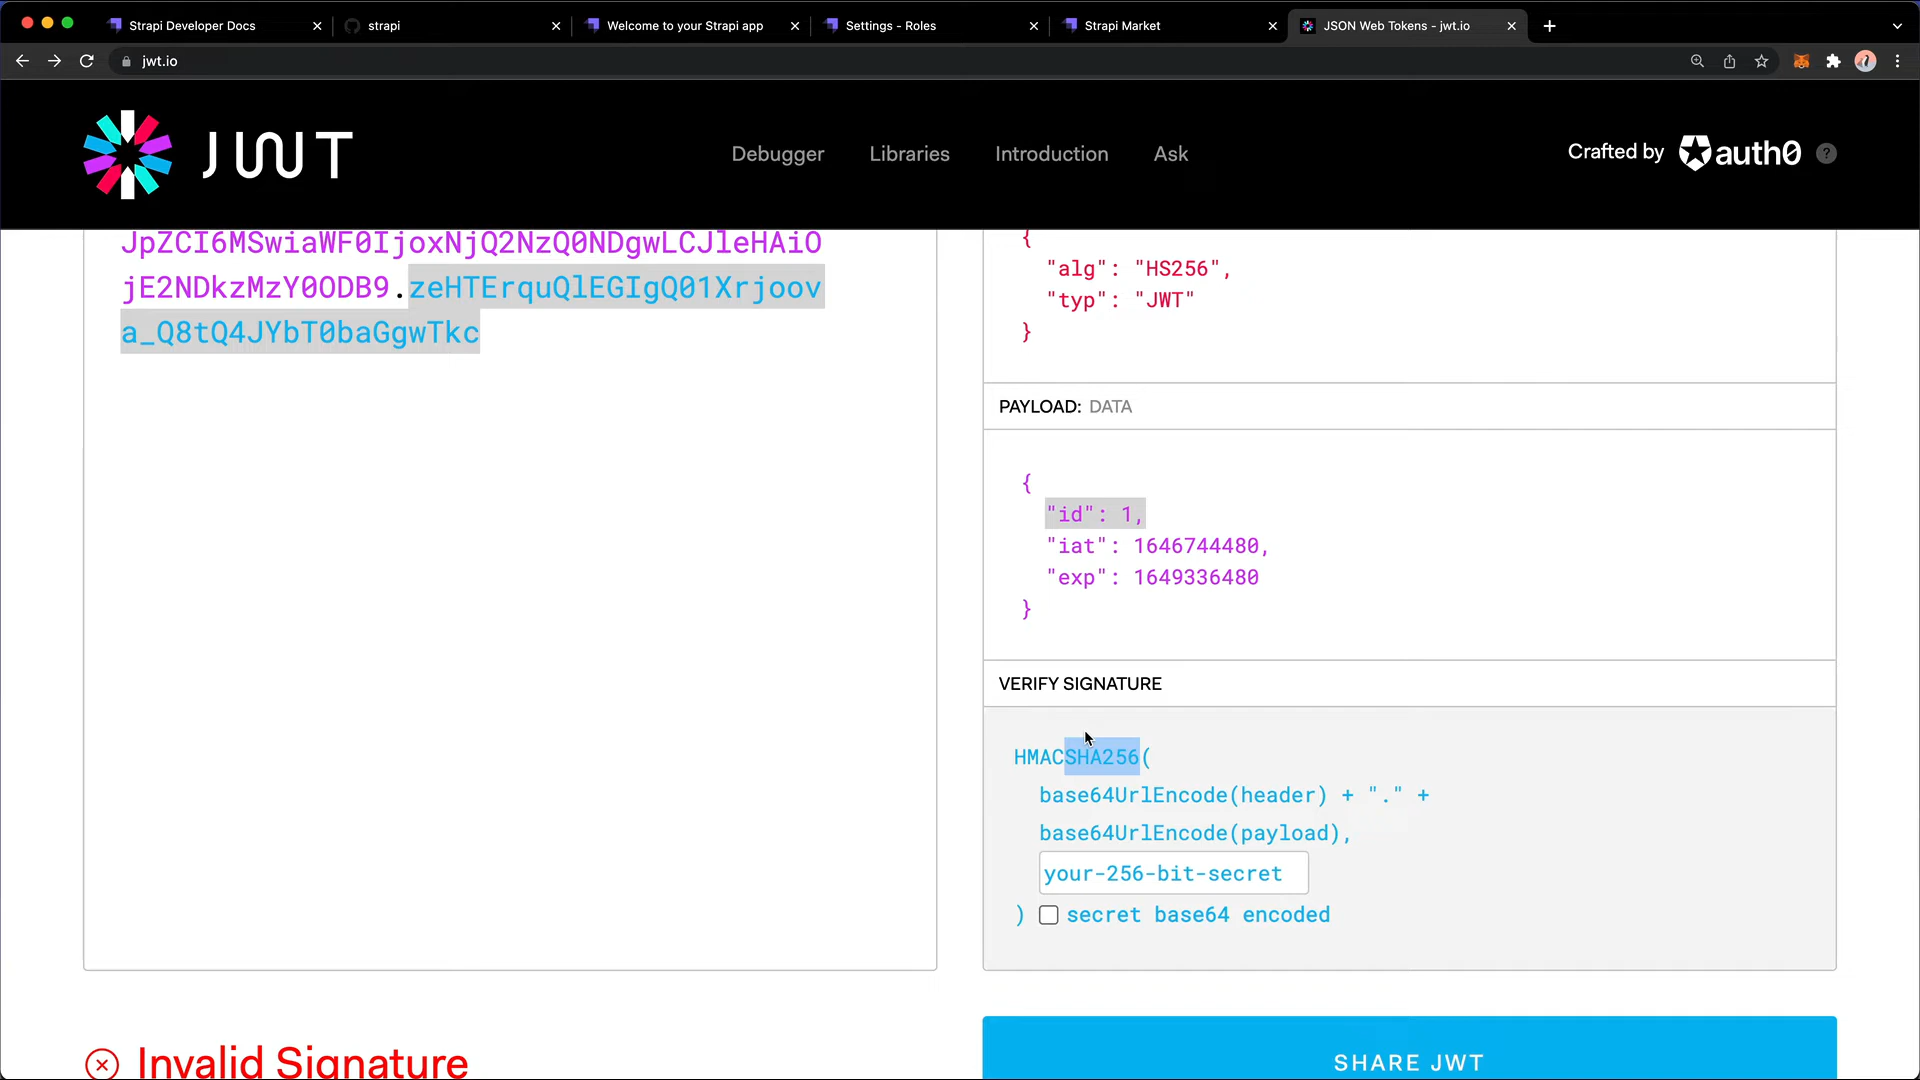 Strapi Developer Docs
strapi
Welcome to your Strapi app
Settings - Roles
Strapi Market
JSON Web Tokens - jwt.io
jwt.io
JWT
Debugger
Libraries
Introduction
Ask
Crafted by auth0 ?
JpZCI6MSwiaWF0IjoxNjQ2NzQ0NDgwLCJleHAiO
jE2NDkzMzY0ODB9.zeHTErquQlEGIgQ01Xrjoov
a_Q8tQ4JYbT0baGgwTkc
{
"alg": "HS256",
"typ": "JWT"
}
PAYLOAD: DATA
{
"id": 1,
"iat": 1646744480,
"exp": 1649336480
}
VERIFY SIGNATURE
HMACSHA256(
base64UrlEncode(header) + "." +
base64UrlEncode(payload),
your-256-bit-secret
) secret base64 encoded
Invalid Signature
SHARE JWT